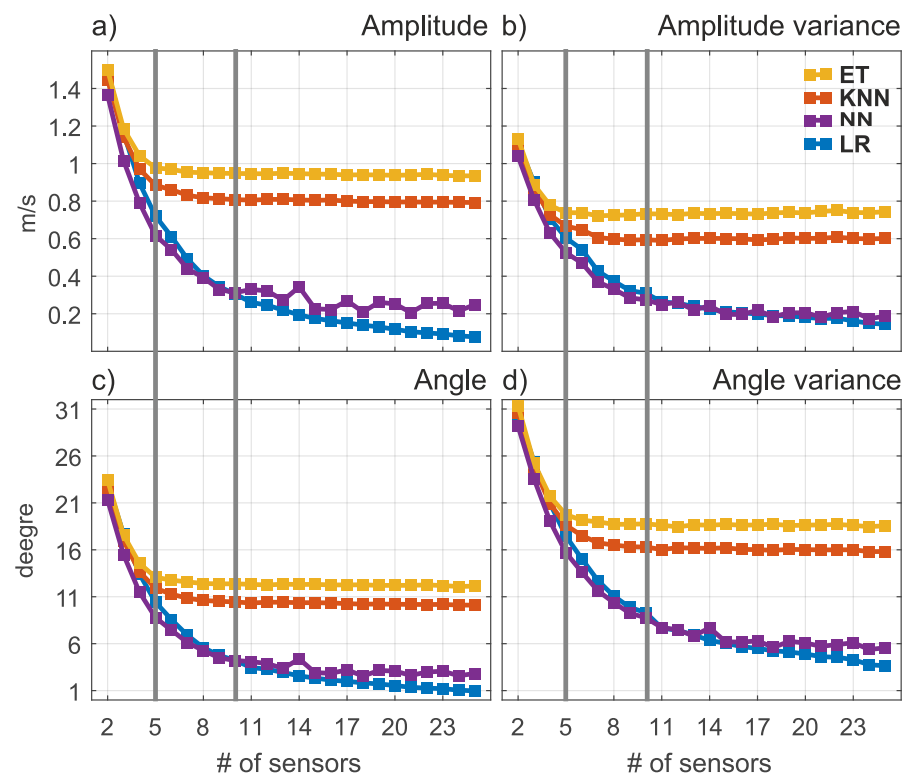 a) Amplitude
b) Amplitude variance
1.4
1.2
1
0.8
0.6
0.4
0.2
m/s
ET
KNN
NN
LR
c) Angle
d) Angle variance
31
26
21
16
11
6
1
deegre
2 5 8 11 14 17 20 23
2 5 8 11 14 17 20 23
# of sensors
# of sensors